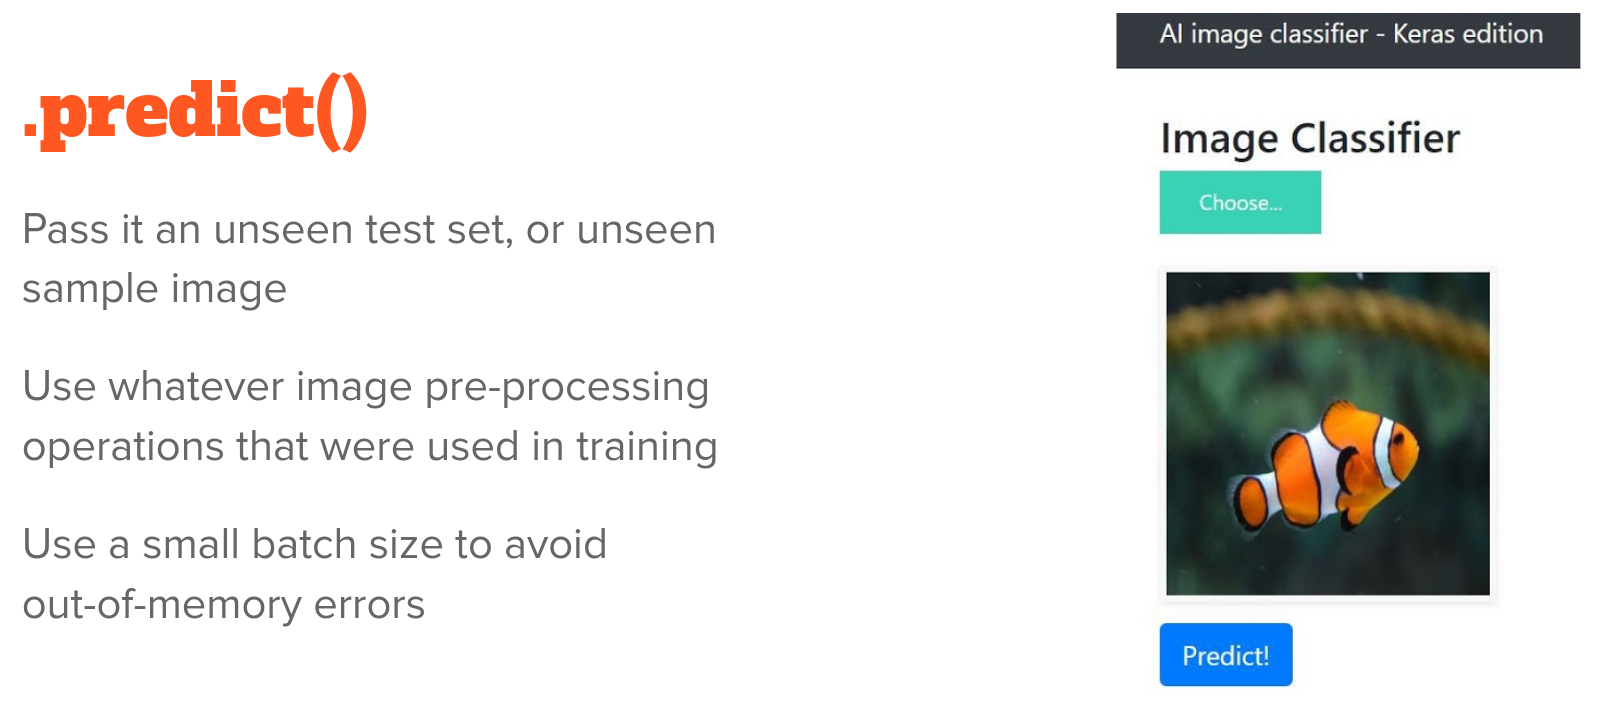 .predict()
Pass it an unseen test set, or unseen
sample image
Use whatever image pre-processing
operations that were used in training
Use a small batch size to avoid
out-of-memory errors
AI image classifier - Keras edition
Image Classifier
Choose...
Predict!